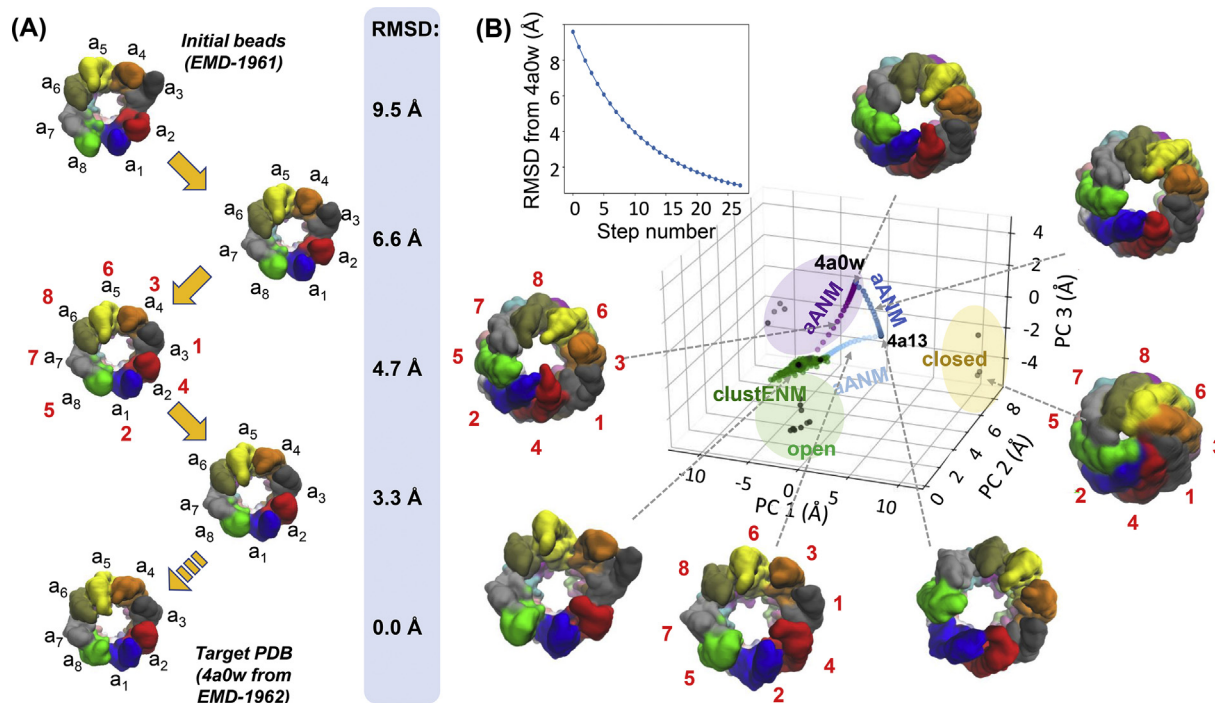 (A)
Initial beads
(EMD-1961)
a5
a4
a6
a3
a7
a2
a8
a1
a5
a4
a6
a3
a7
a2
a8
a1
6
3
8
a5
a4
a6
7
a7
a3
1
a8
a2
4
5
a1
2
a5
a4
a6
a3
a7
a8
a2
a1
a5
a4
a6
a3
a7
a2
a8
a1
Target PDB
(4a0w from
EMD-1962)
RMSD:
9.5 Å
6.6 Å
4.7 Å
3.3 Å
0.0 Å
(B)
RMSD from 4a0w (Å)
8
6
4
2
0 5 10 15 20 25
Step number
8
7
6
5
3
2
1
4
4a0w
aANM
aANM
4a13
aANM
clustENM
open
closed
4
2
0
-2
-4
PC 3 (Å)
-10
-5
0
5
10
PC 1 (Å)
0
2
4
6
8
PC 2 (Å)
8
7
6
5
3
2
1
4
6
3
8
1
7
4
5
2